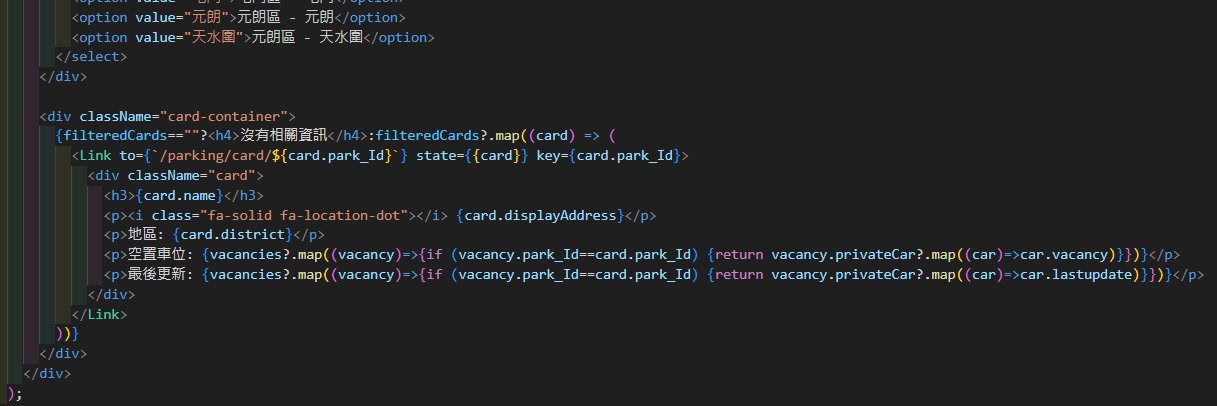 <option value="元朗">元朗區 - 元朗</option>
<option value="天水圍">元朗區 - 天水圍</option>
</select>
</div>
<div className="card-container">
{filteredCards==""?<h4>沒有相關資訊</h4>:filteredCards?.map((card) => (
<Link to={`/parking/card/${card.park_Id}`} state={{card}} key={card.park_Id}>
<div className="card">
<h3>{card.name}</h3>
<p><i class="fa-solid fa-location-dot"></i> {card.displayAddress}</p>
<p>地區: {card.district}</p>
<p>空置車位: {vacancies?.map((vacancy)=>{if (vacancy.park_Id==card.park_Id) {return vacancy.privateCar?.map((car)=>car.vacancy)}})}</p>
<p>最後更新: {vacancies?.map((vacancy)=>{if (vacancy.park_Id==card.park_Id) {return vacancy.privateCar?.map((car)=>car.lastupdate)}})}</p>
</div>
</Link>
))}
</div>
</div>
);